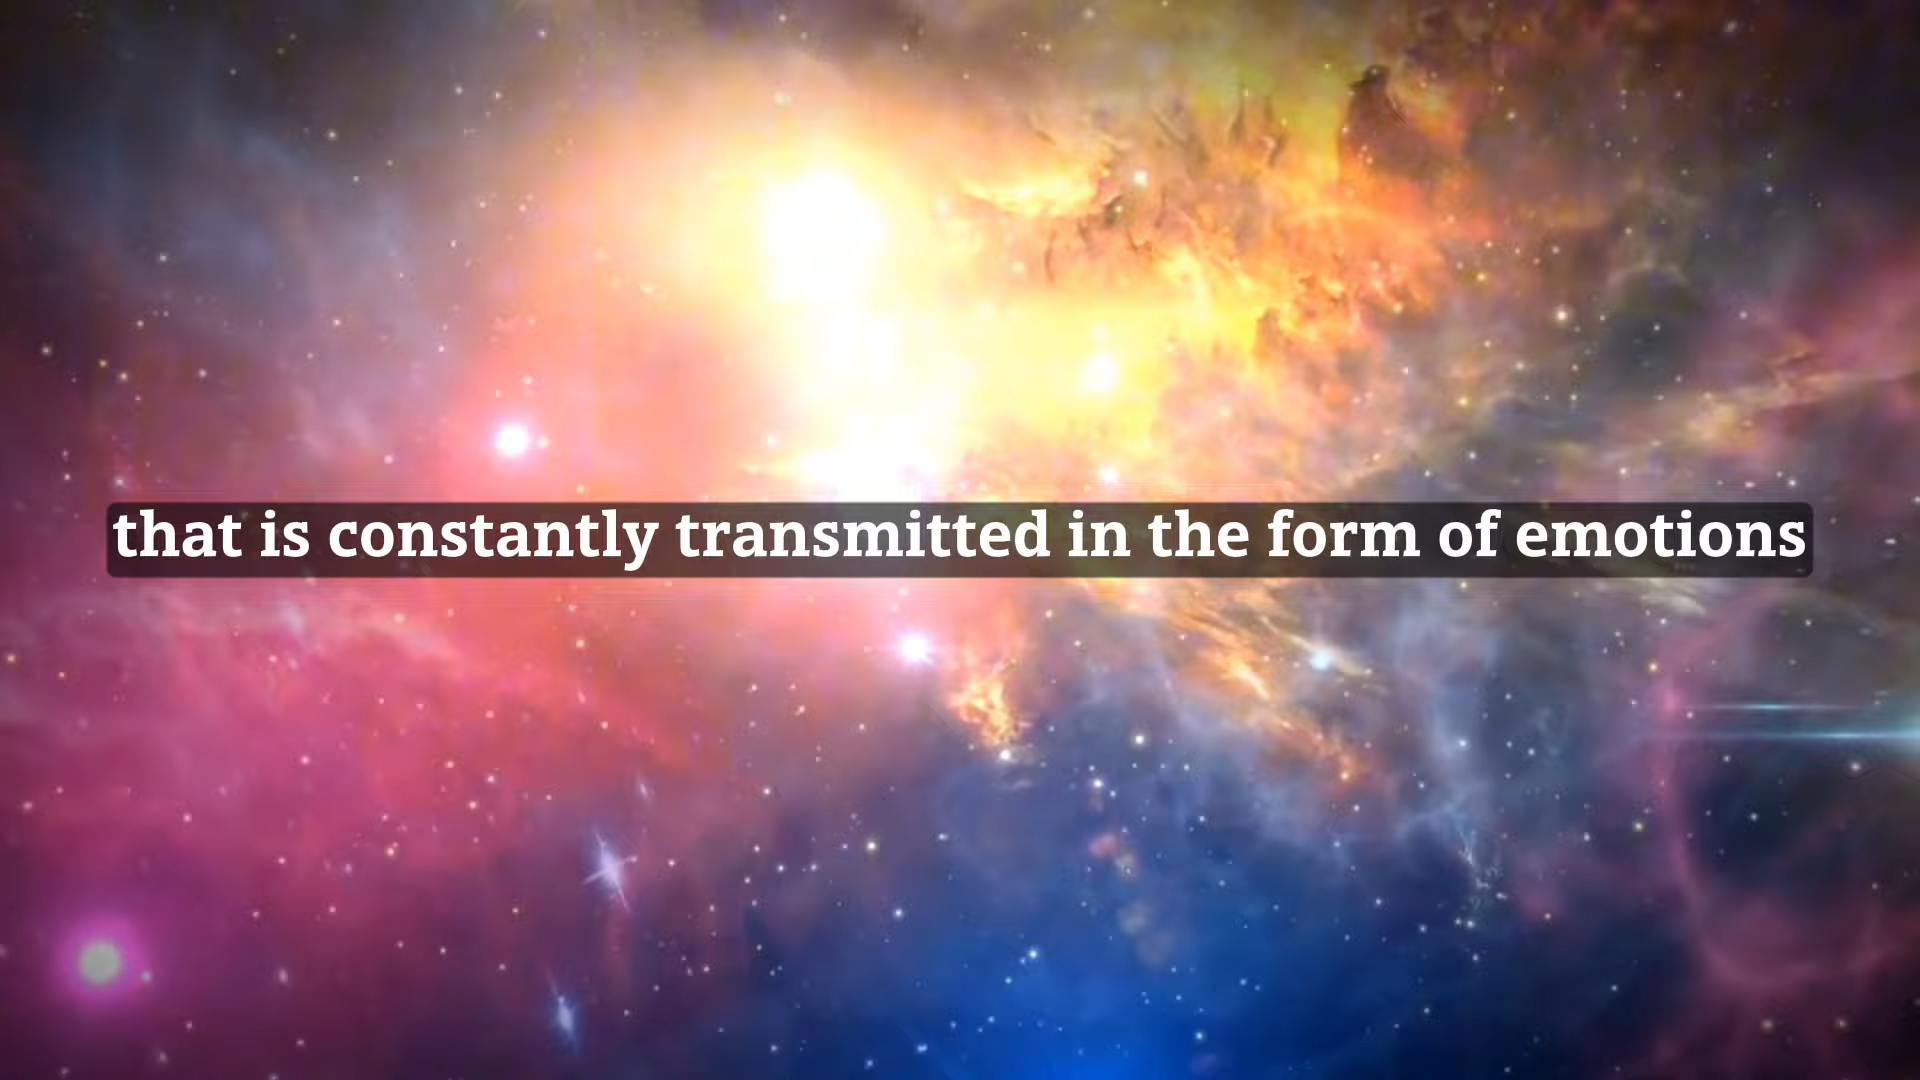 that is constantly transmitted in the form of emotions